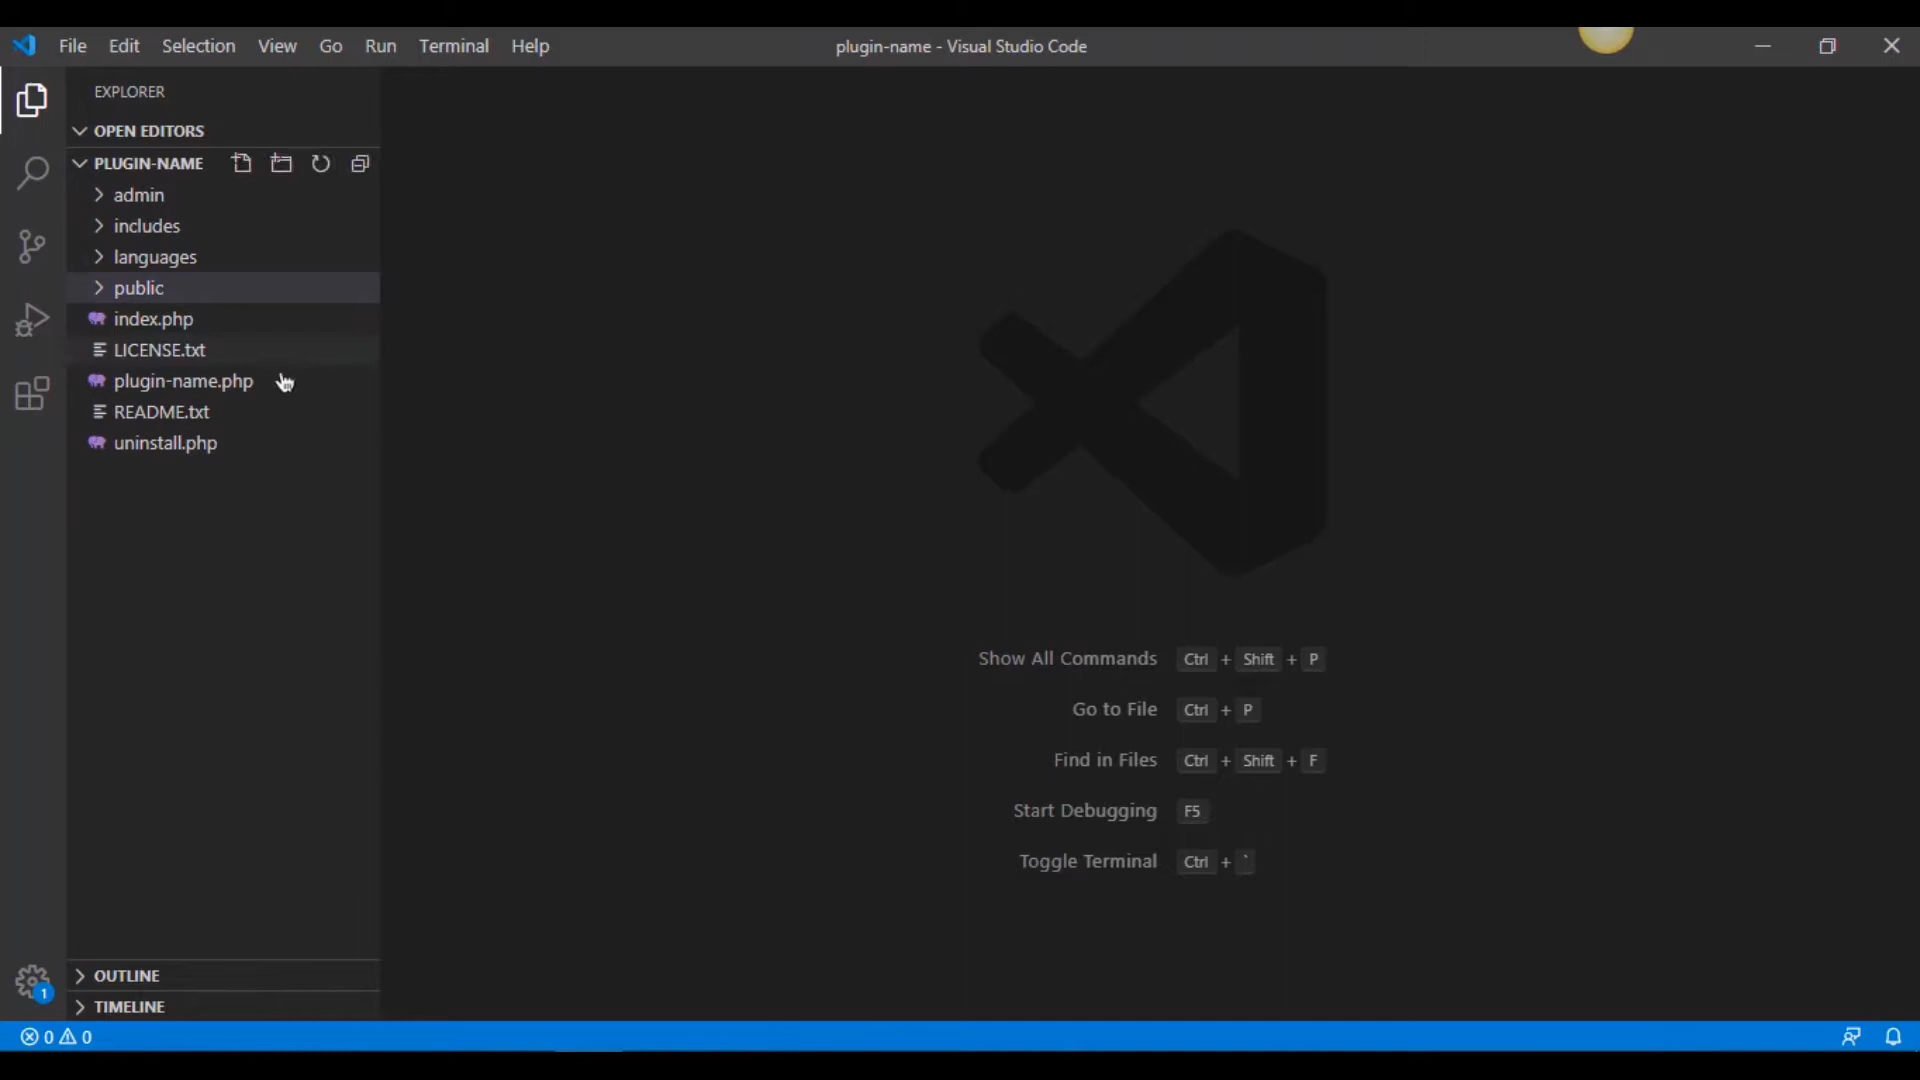 File Edit Selection View Go Run Terminal Help
plugin-name - Visual Studio Code
EXPLORER
OPEN EDITORS
PLUGIN-NAME
admin
includes
languages
public
index.php
LICENSE.txt
plugin-name.php
README.txt
uninstall.php
Show All Commands Ctrl + Shift + P
Go to File Ctrl + P
Find in Files Ctrl + Shift + F
Start Debugging F5
Toggle Terminal Ctrl + `
OUTLINE
1
TIMELINE
0 0